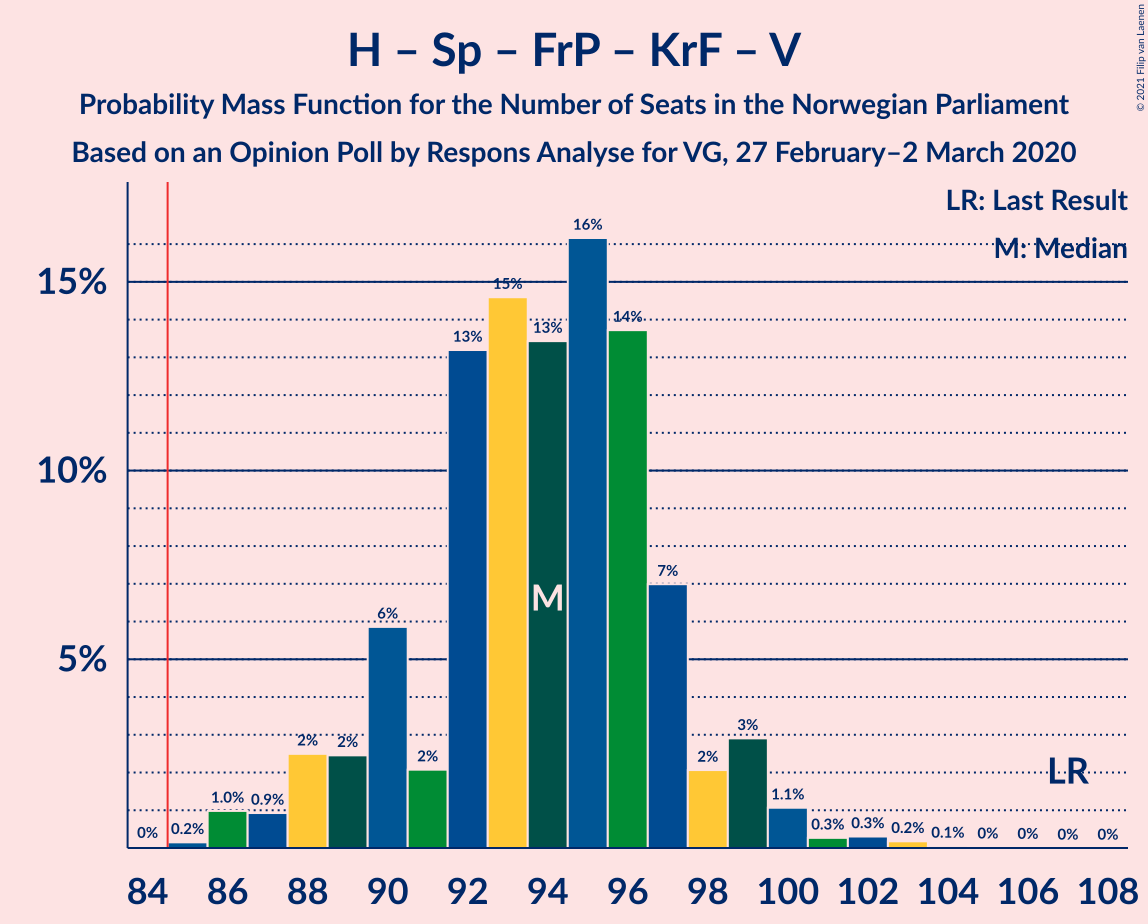 H – Sp – FrP – KrF – V
Probability Mass Function for the Number of Seats in the Norwegian Parliament
Based on an Opinion Poll by Respons Analyse for VG, 27 February–2 March 2020
© 2021 Filip van Laenen
LR: Last Result
M: Median
15%
10%
5%
0% 0.2% 1.0% 0.9% 2% 2% 6% 2% 13% 15% 13% 16% 14% 7% 2% 3% 1.1% 0.3% 0.3% 0.2% 0.1% 0% 0% 0% 0%
M
LR
84 86 88 90 92 94 96 98 100 102 104 106 108